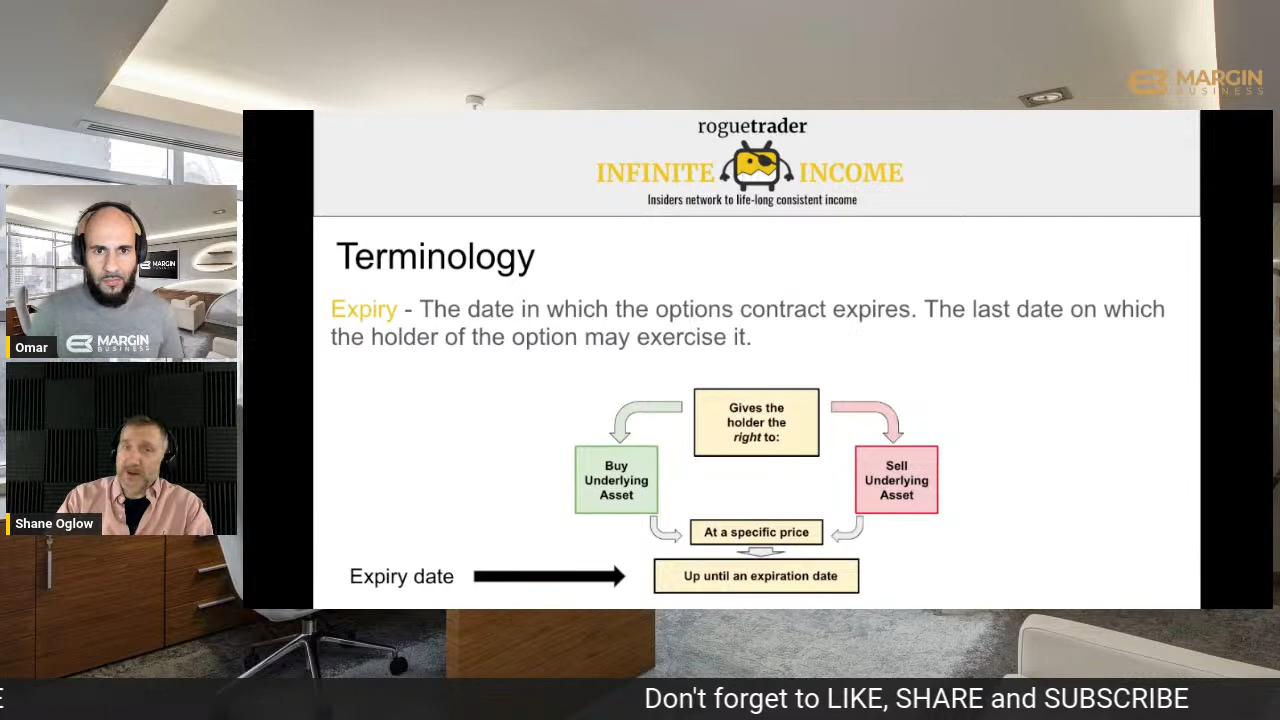 MARGIN
BUSINESS
roguetrader
INFINITE INCOME
Insiders network to life-long consistent income
Terminology
Expiry - The date in which the options contract expires. The last date on which
the holder of the option may exercise it.
Gives the
holder the
right to:
Buy
Underlying
Asset
Sell
Underlying
Asset
At a specific price
Expiry date
Up until an expiration date
MARGIN
BUSINESS
MARGIN
BUSINESS
Omar
Shane Oglow
E
Don't forget to LIKE, SHARE and SUBSCRIBE